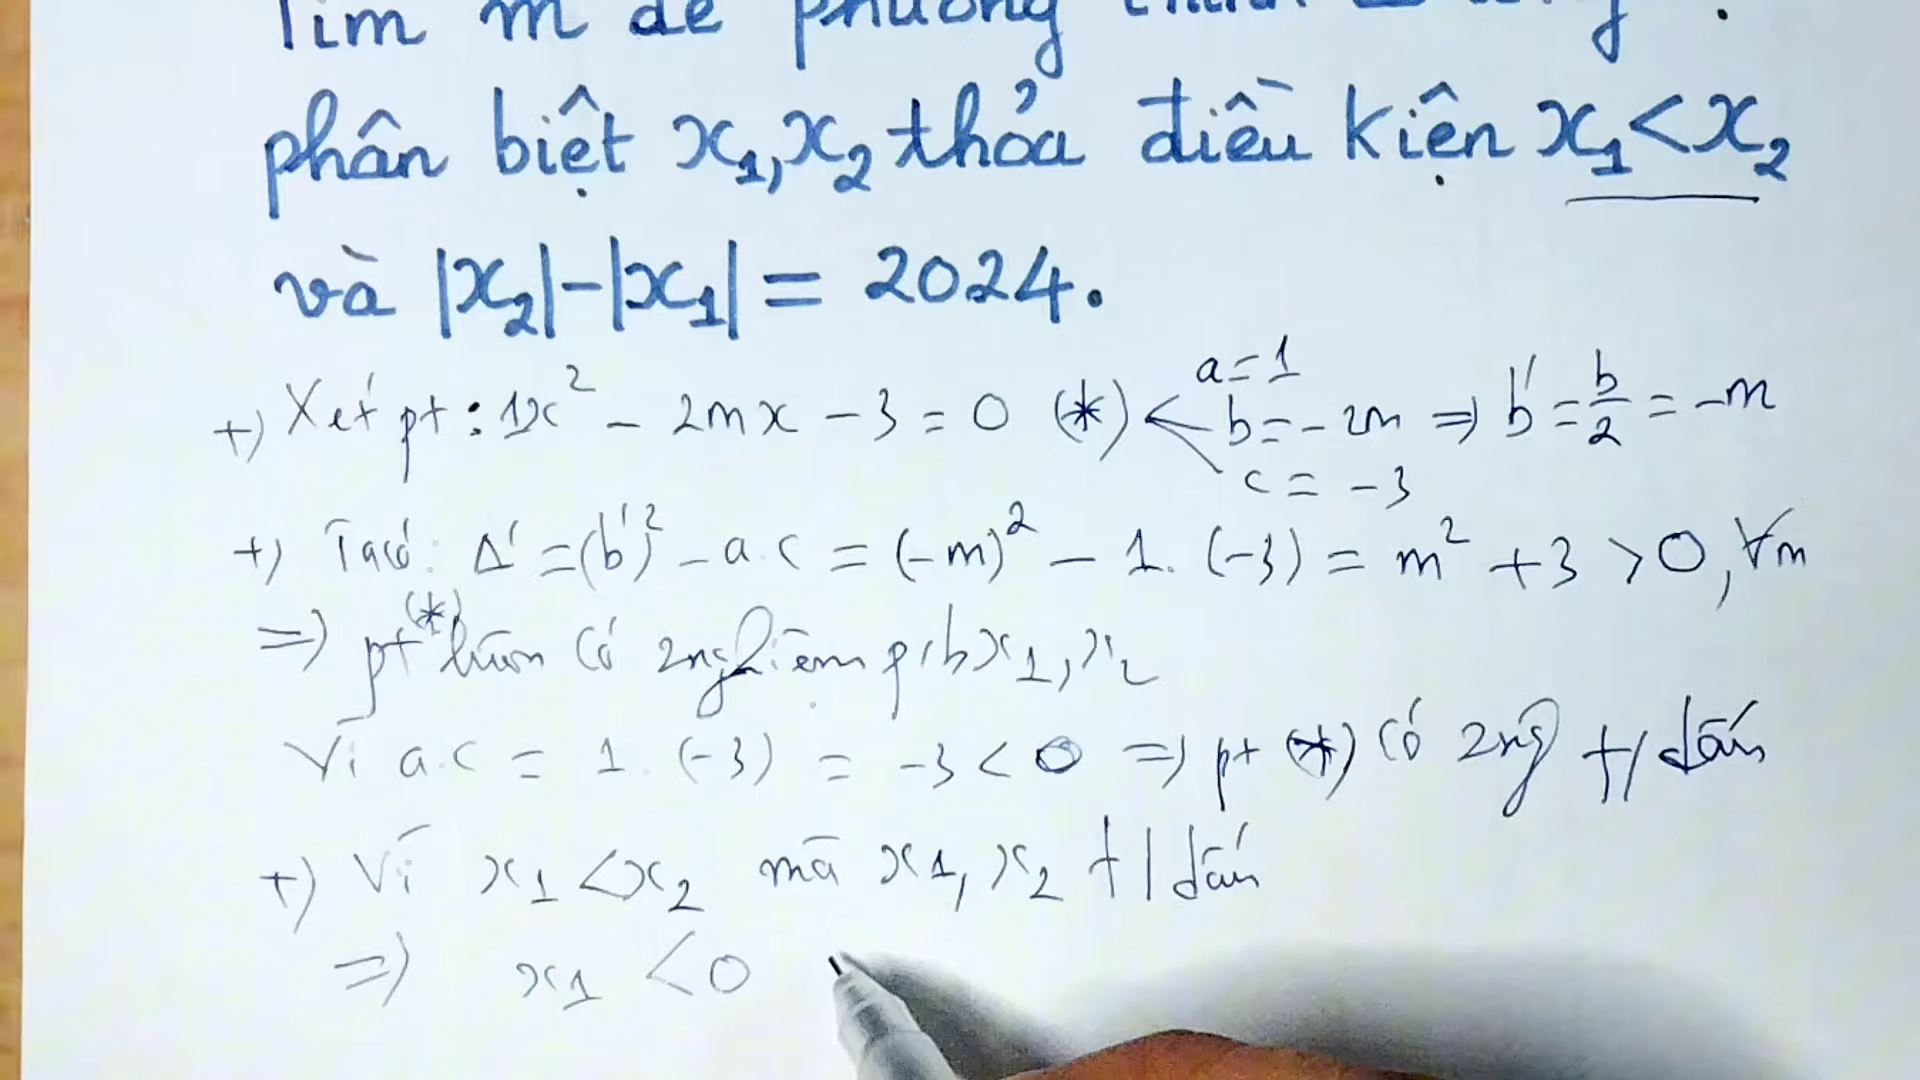 Tìm m để phương
phân biệt x₁, x₂ thỏa điều kiện x₁ < x₂
và |x₂| - |x₁| = 2024.
+) Xét pt : 1x² - 2mx - 3 = 0 (*)
a = 1
b = - 2m => b' = b/2 = -m
c = - 3
+) Ta có: Δ' = (b')² - a.c = (-m)² - 1.(-3) = m² + 3 > 0, ∀m
=> pt (*) luôn có 2 nghiệm p/b x₁, x₂
Vì a.c = 1.(-3) = -3 < 0 => pt (*) có 2 ng t/dấu
+) Vì x₁ < x₂ mà x₁, x₂ t/dấu
=> x₁ < 0